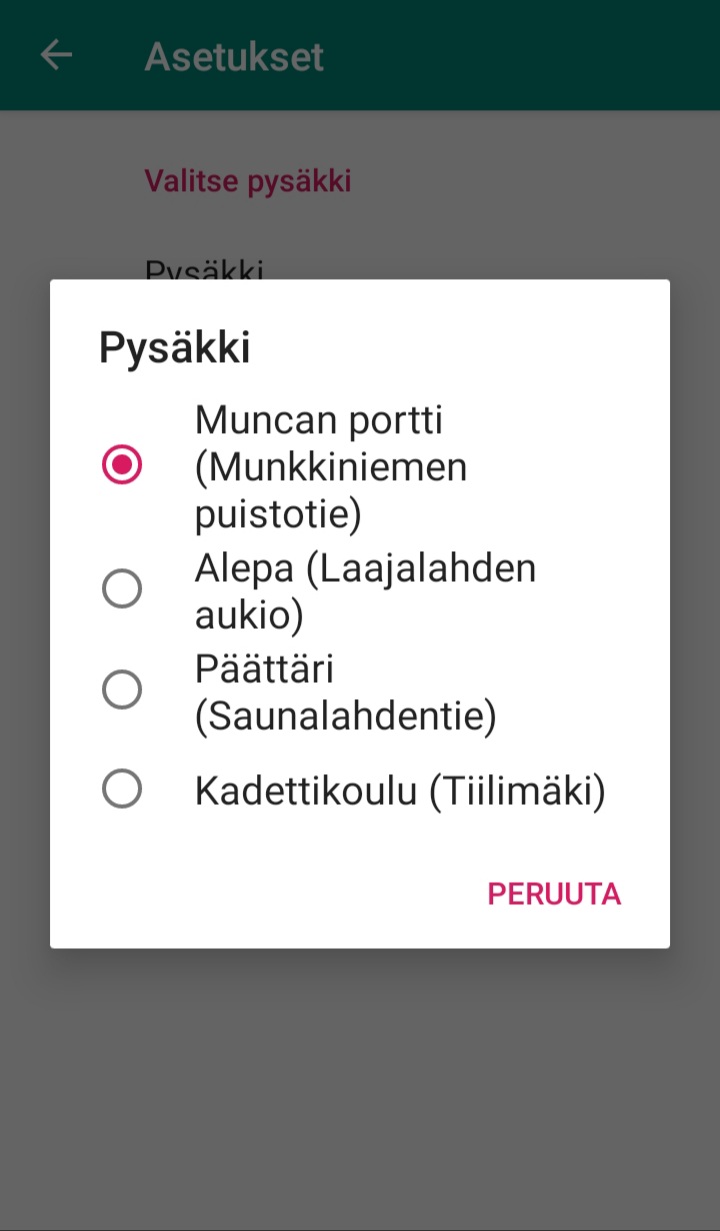 Asetukset
Valitse pysäkki
Pysäkki
Pysäkki
Muncan portti
(Munkkiniemen
puistotie)
Alepa (Laajalahden
aukio)
Päättäri
(Saunalahdentie)
Kadettikoulu (Tiilimäki)
PERUUTA